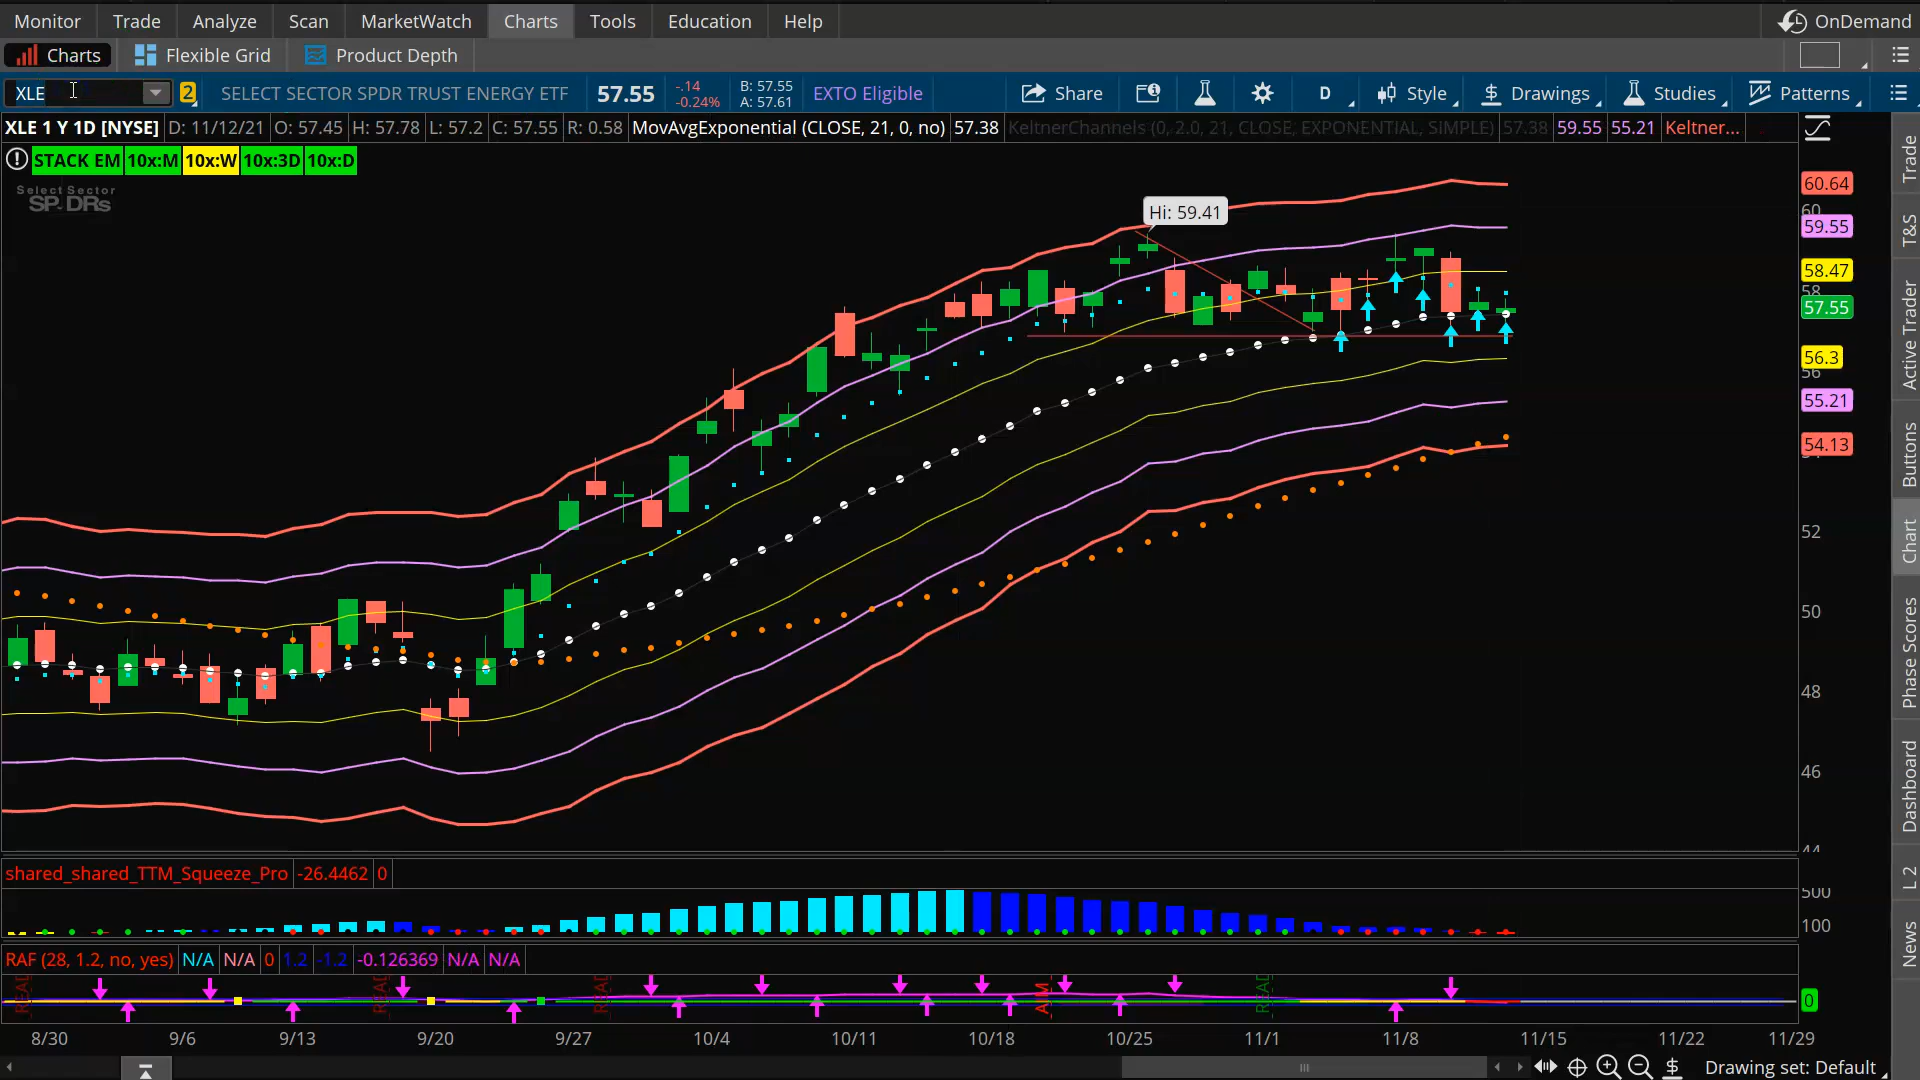 Monitor Trade Analyze Scan MarketWatch Charts Tools Education Help OnDemand
Charts Flexible Grid Product Depth
XLE 2 SELECT SECTOR SPDR TRUST ENERGY ETF 57.55 -.14 -0.24% B: 57.55 A: 57.61 EXTO Eligible Share D Style Drawings Studies Patterns
XLE 1 Y 1D [NYSE] D: 11/12/21 O: 57.45 H: 57.78 L: 57.2 C: 57.55 R: 0.58 MovAvgExponential (CLOSE, 21, 0, no) 57.38 KeltnerChannels (0, 2.0, 21, CLOSE, EXPONENTIAL, SIMPLE) 57.38 59.55 55.21 Keltner...
STACK EM 10x:M 10x:W 10x:3D 10x:D
Select Sector
SPDRs
Hi: 59.41
60.64
60
59.55
58.47
58
57.55
56.3
56
55.21
54.13
52
50
48
46
44
shared_shared_TTM_Squeeze_Pro -26.4462 0
500
100
RAF (28, 1.2, no, yes) N/A N/A 0 1.2 -1.2 -0.126369 N/A N/A
0
8/30 9/6 9/13 9/20 9/27 10/4 10/11 10/18 10/25 11/1 11/8 11/15 11/22 11/29
Drawing set: Default
Trade
T&S
Active Trader
Buttons
Chart
Phase Scores
Dashboard
L 2
News